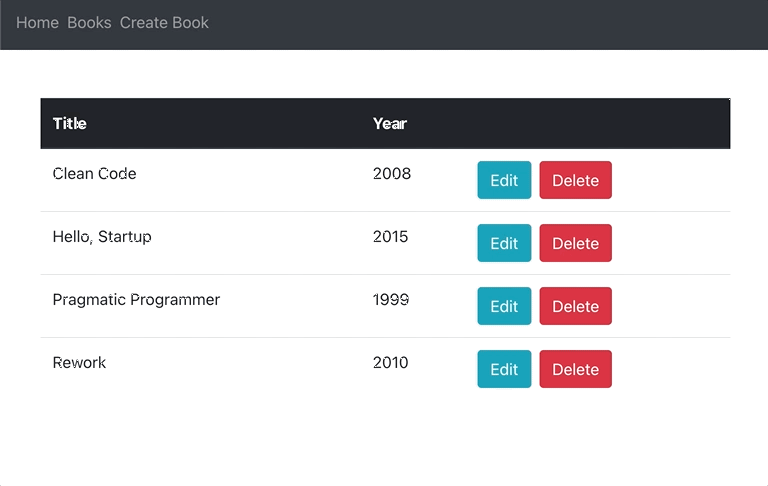 Home Books Create Book
Title Year
Clean Code 2008 Edit Delete
Hello, Startup 2015 Edit Delete
Pragmatic Programmer 1999 Edit Delete
Rework 2010 Edit Delete